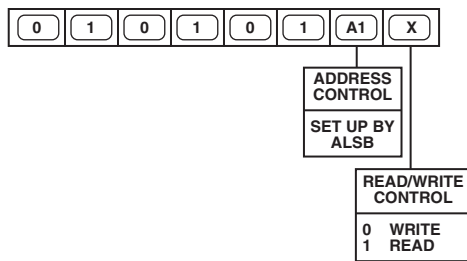 0 1 0 1 0 1 A1 X
ADDRESS
CONTROL
SET UP BY
ALSB
READ/WRITE
CONTROL
0 WRITE
1 READ